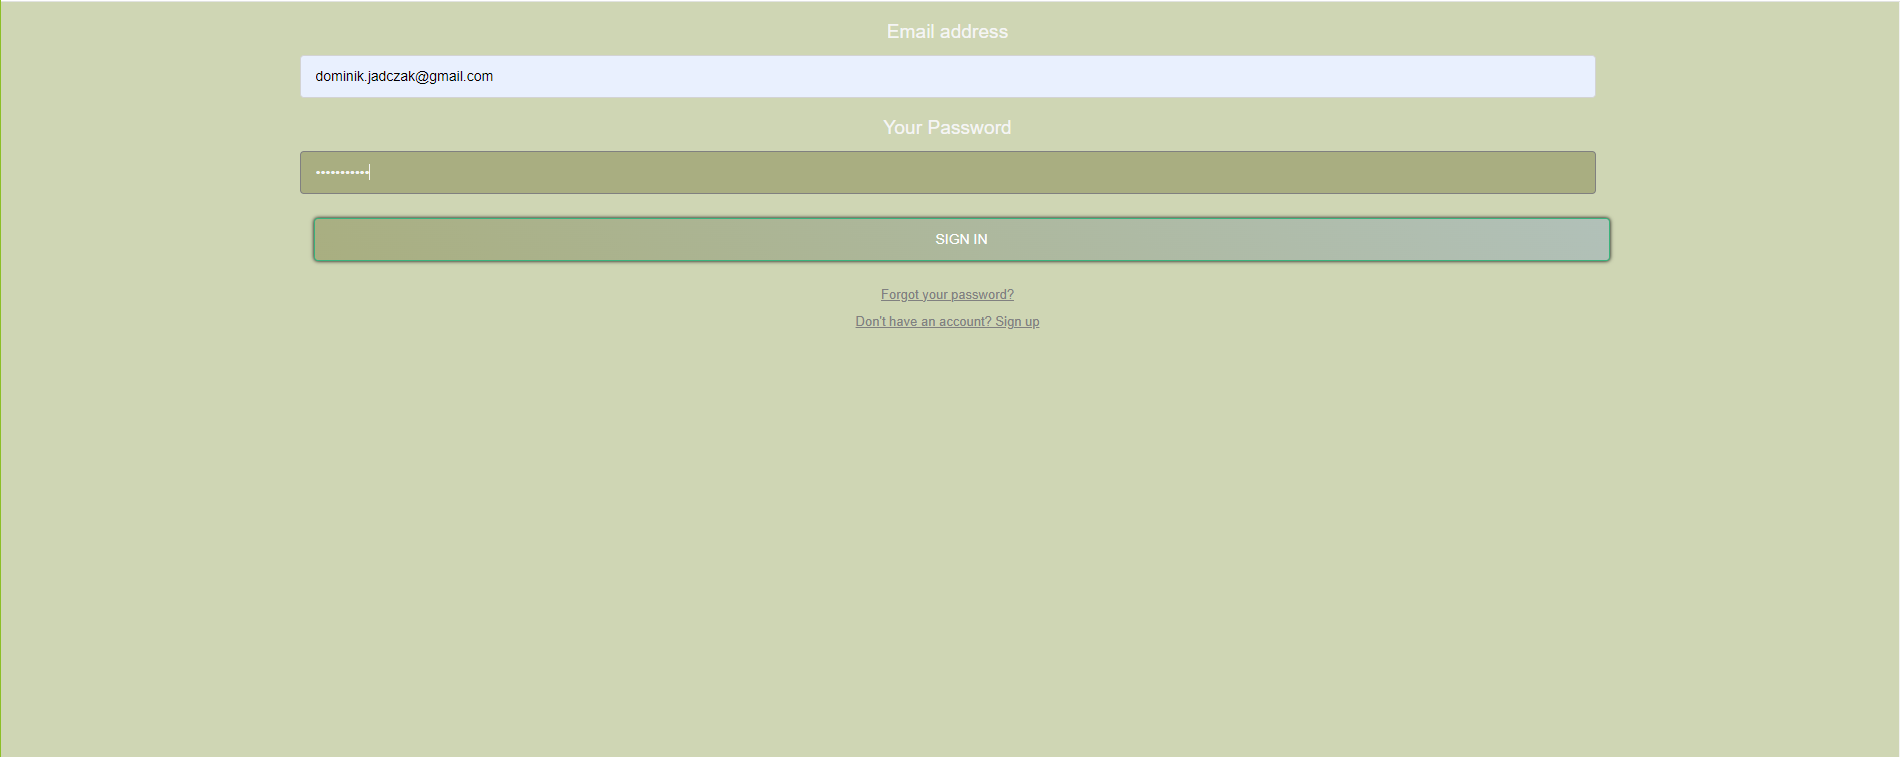 Email address
dominik.jadczak@gmail.com
Your Password
•••••••••••
SIGN IN
Forgot your password?
Don't have an account? Sign up